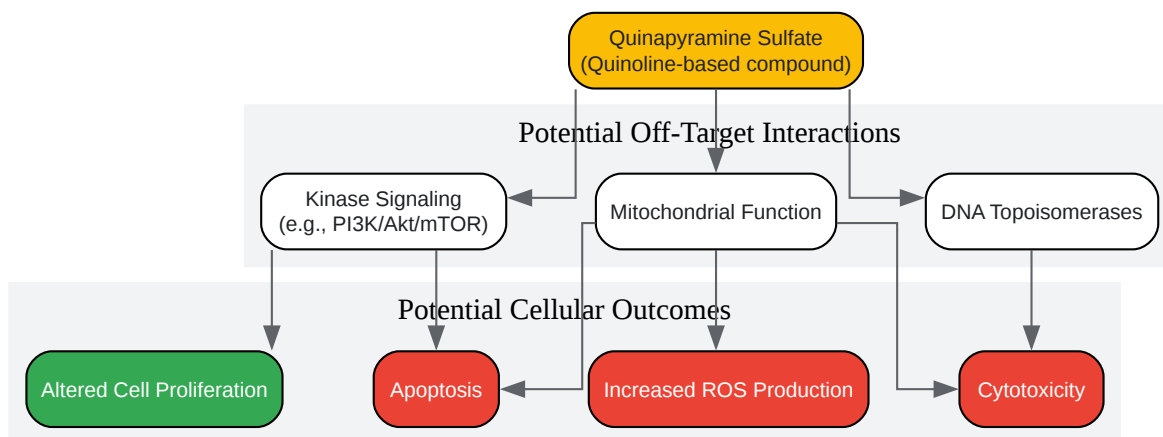 Quinapyramine Sulfate
(Quinoline-based compound)
Potential Off-Target Interactions
Kinase Signaling
(e.g., PI3K/Akt/mTOR)
Mitochondrial Function
DNA Topoisomerases
Potential Cellular Outcomes
Altered Cell Proliferation
Apoptosis
Increased ROS Production
Cytotoxicity